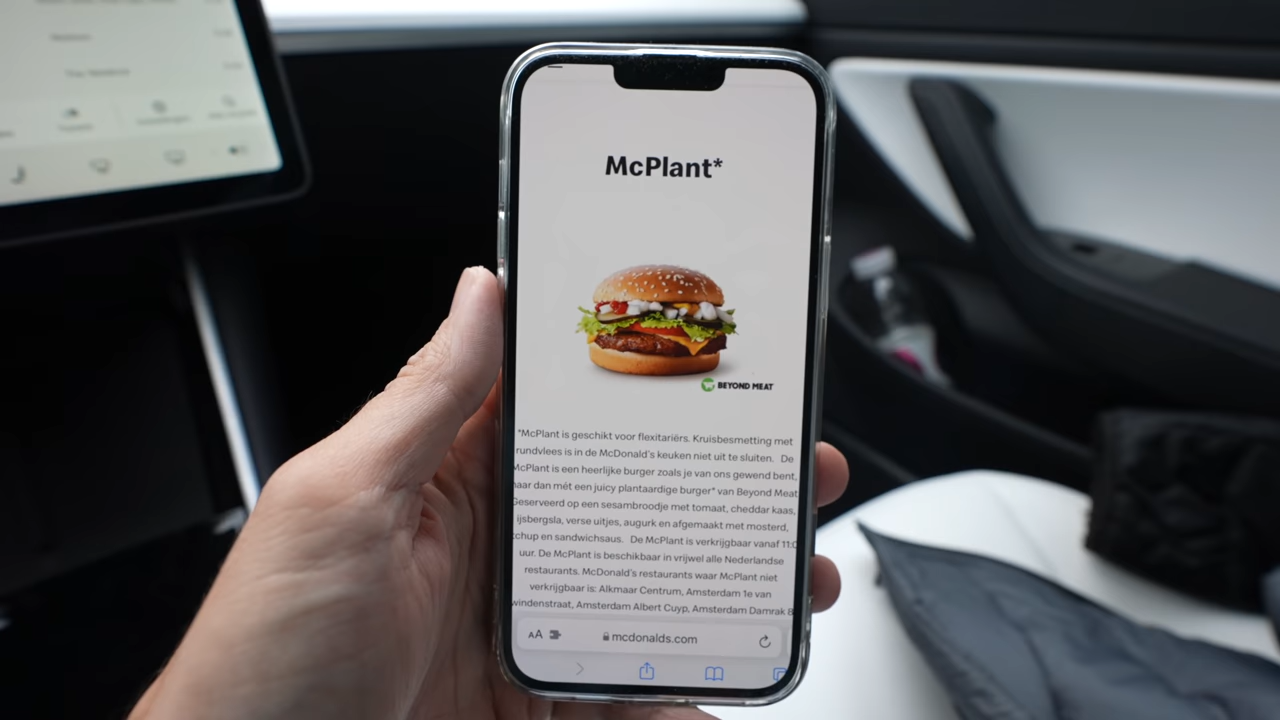 McPlant*
BEYOND MEAT
*McPlant is geschikt voor flexitariërs. Kruisbesmetting met
rundvlees is in de McDonald's keuken niet uit te sluiten. De
McPlant is een heerlijke burger zoals je van ons gewend bent,
aar dan mét een juicy plantaardige burger* van Beyond Meat
Geserveerd op een sesambroodje met tomaat, cheddar kaas,
ijsbergsla, verse uitjes, augurk en afgemaakt met mosterd,
tchup en sandwichsaus. De McPlant is verkrijgbaar vanaf 11:0
uur. De McPlant is beschikbaar in vrijwel alle Nederlandse
restaurants. McDonald's restaurants waar McPlant niet
verkrijgbaar is: Alkmaar Centrum, Amsterdam 1e van
windenstraat, Amsterdam Albert Cuyp, Amsterdam Damrak 8
AA mcdonalds.com